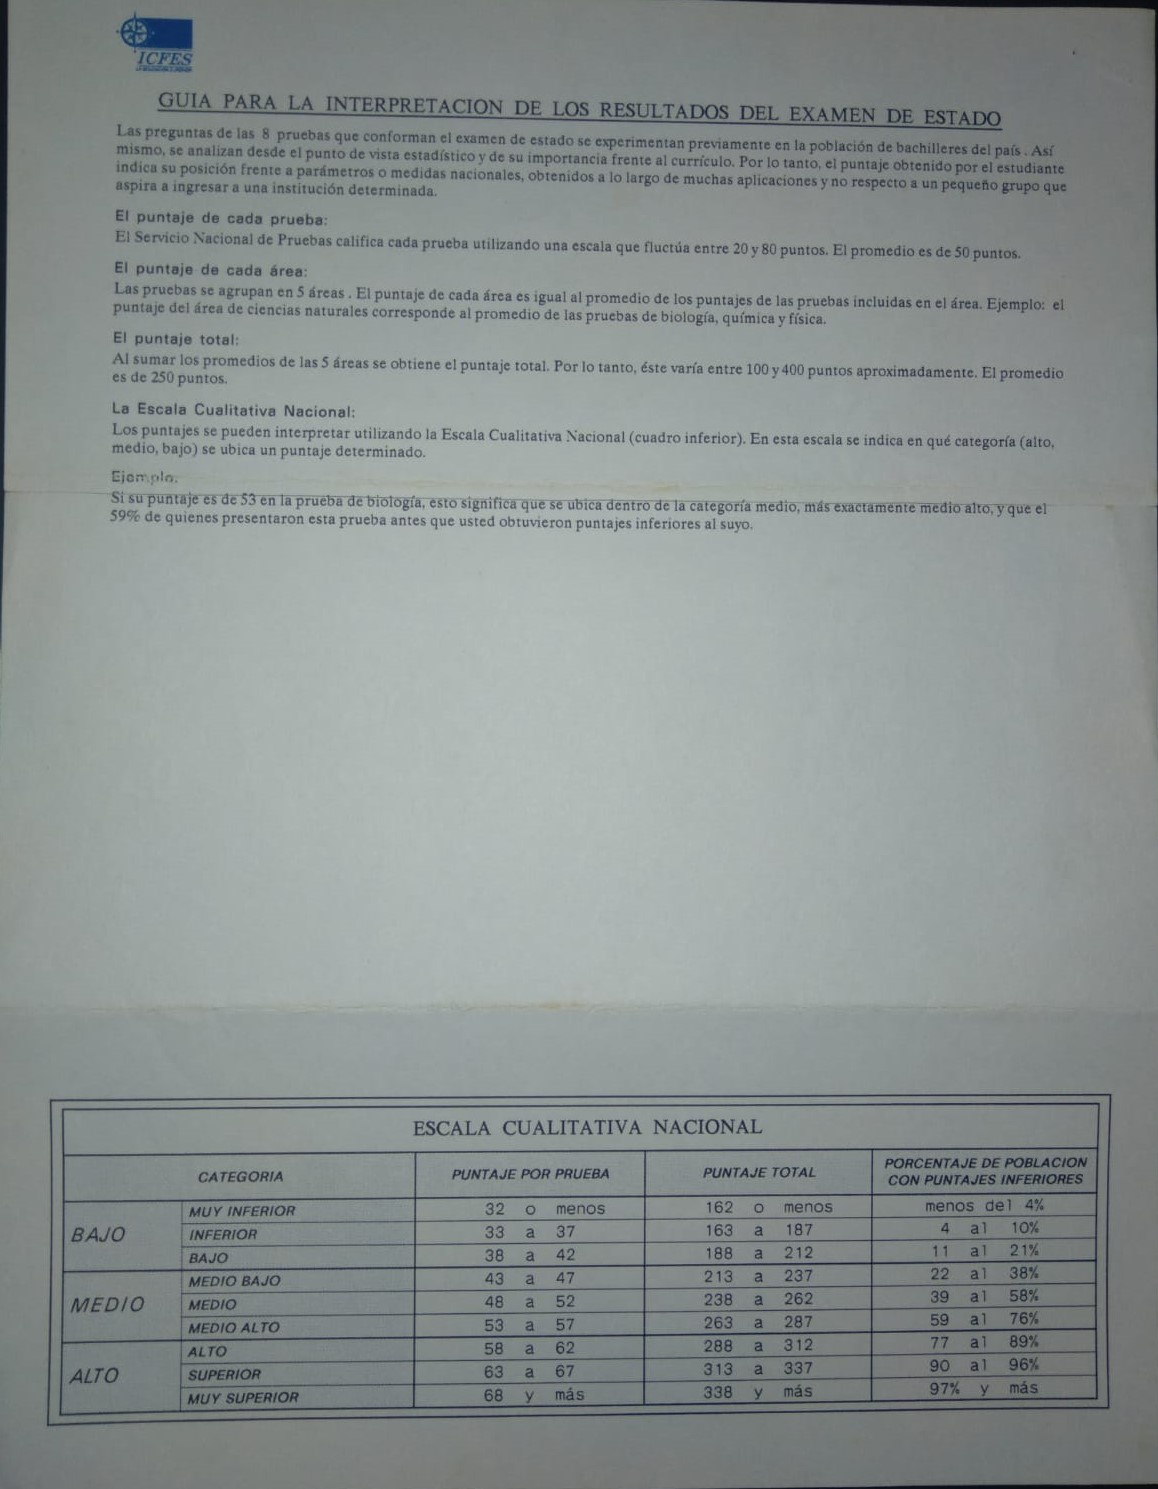 ICFES
GUIA PARA LA INTERPRETACION DE LOS RESULTADOS DEL EXAMEN DE ESTADO
Las preguntas de las 8 pruebas que conforman el examen de estado se experimentan previamente en la población de bachilleres del país . Así
mismo, se analizan desde el punto de vista estadístico y de su importancia frente al currículo. Por lo tanto, el puntaje obtenido por el estudiante
indica su posición frente a parámetros o medidas nacionales, obtenidos a lo largo de muchas aplicaciones y no respecto a un pequeño grupo que
aspira a ingresar a una institución determinada.
El puntaje de cada prueba:
El Servicio Nacional de Pruebas califica cada prueba utilizando una escala que fluctúa entre 20 y 80 puntos. El promedio es de 50 puntos.
El puntaje de cada área:
Las pruebas se agrupan en 5 áreas . El puntaje de cada área es igual al promedio de los puntajes de las pruebas incluidas en el área. Ejemplo: el
puntaje del área de ciencias naturales corresponde al promedio de las pruebas de biología, química y física.
El puntaje total:
Al sumar los promedios de las 5 áreas se obtiene el puntaje total. Por lo tanto, éste varía entre 100 y 400 puntos aproximadamente. El promedio
es de 250 puntos.
La Escala Cualitativa Nacional:
Los puntajes se pueden interpretar utilizando la Escala Cualitativa Nacional (cuadro inferior). En esta escala se indica en qué categoría (alto,
medio, bajo) se ubica un puntaje determinado.
Ejemplo:
Si su puntaje es de 53 en la prueba de biología, esto significa que se ubica dentro de la categoría medio, más exactamente medio alto, y que el
59% de quienes presentaron esta prueba antes que usted obtuvieron puntajes inferiores al suyo.
ESCALA CUALITATIVA NACIONAL
CATEGORIA PUNTAJE POR PRUEBA PUNTAJE TOTAL PORCENTAJE DE POBLACION CON PUNTAJES INFERIORES
BAJO
MUY INFERIOR 32 o menos 162 o menos menos del 4%
INFERIOR 33 a 37 163 a 187 4 al 10%
BAJO 38 a 42 188 a 212 11 al 21%
MEDIO
MEDIO BAJO 43 a 47 213 a 237 22 al 38%
MEDIO 48 a 52 238 a 262 39 al 58%
MEDIO ALTO 53 a 57 263 a 287 59 al 76%
ALTO
ALTO 58 a 62 288 a 312 77 al 89%
SUPERIOR 63 a 67 313 a 337 90 al 96%
MUY SUPERIOR 68 y más 338 y más 97% y más